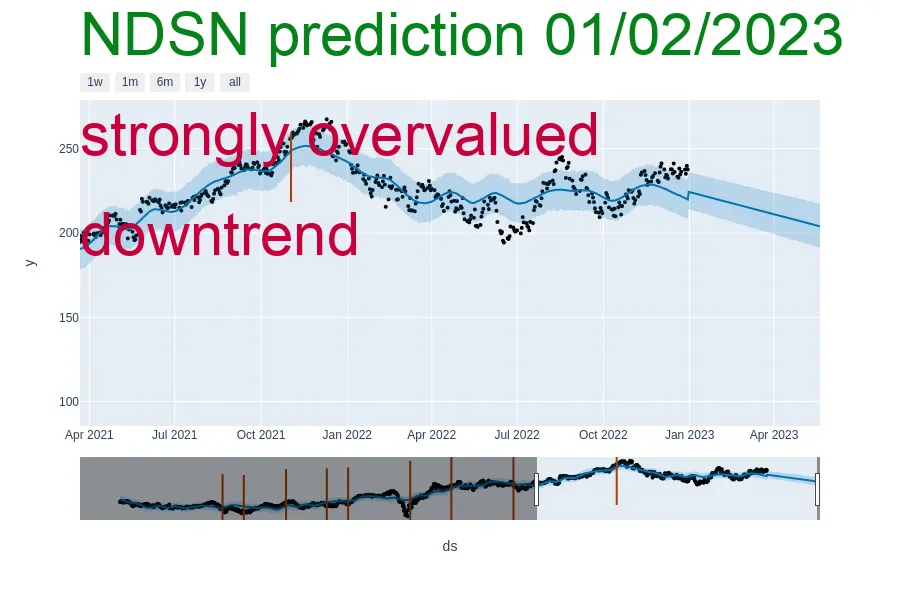 NDSN prediction 01/02/2023
1w 1m 6m 1y all
strongly overvalued
downtrend
250
200
150
100
y
Apr 2021 Jul 2021 Oct 2021 Jan 2022 Apr 2022 Jul 2022 Oct 2022 Jan 2023 Apr 2023
ds